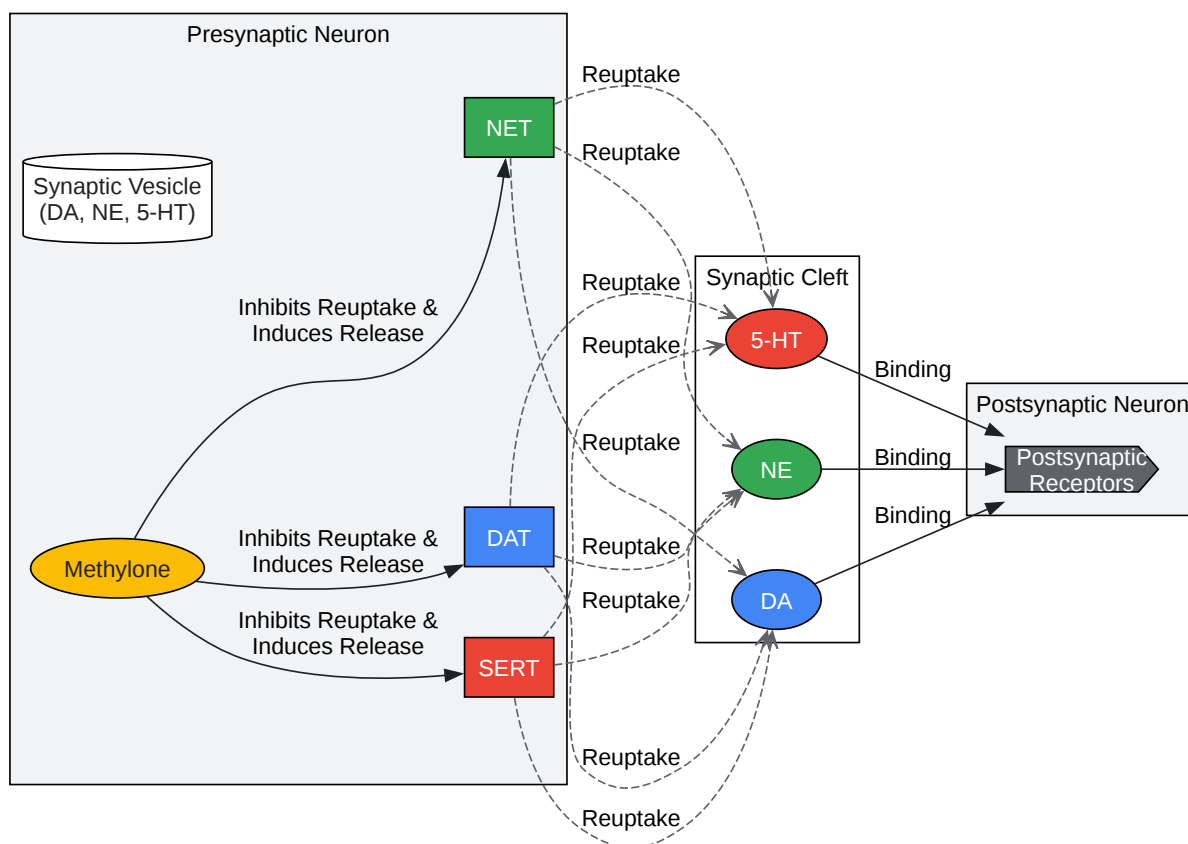 Presynaptic Neuron
Reuptake
NET
Reuptake
Synaptic Vesicle
(DA, NE, 5-HT)
Synaptic Cleft
Reuptake
Inhibits Reuptake &
Induces Release
5-HT
Reuptake
Binding
Postsynaptic Neuron
Reuptake
NE
Binding
Postsynaptic
Receptors
Binding
Inhibits Reuptake &
Induces Release
DAT
Reuptake
Methylone
Reuptake
DA
Inhibits Reuptake &
Induces Release
SERT
Reuptake
Reuptake